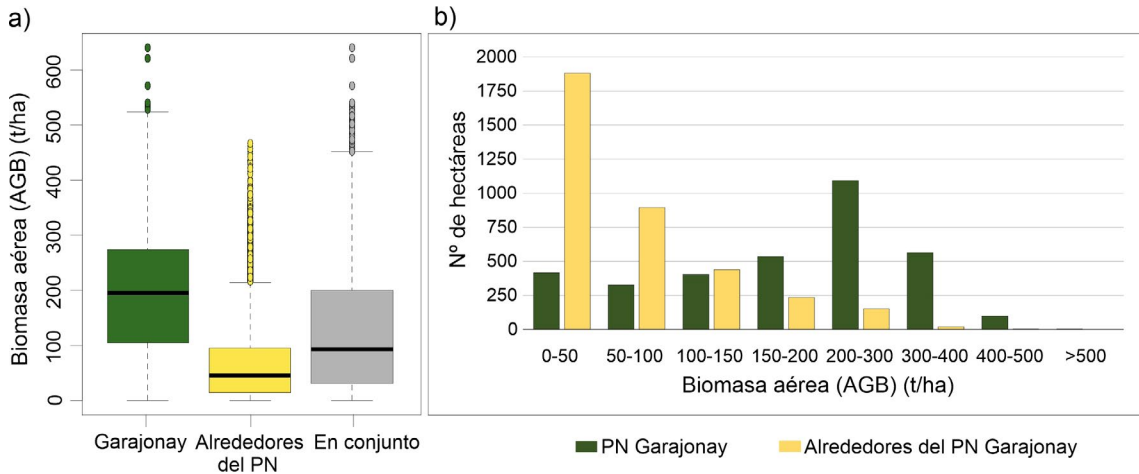 a)
Biomasa aérea (AGB) (t/ha)
600
500
400
300
200
100
0
Garajonay
Alrededores
del PN
En conjunto
b)
Nº de hectáreas
2000
1750
1500
1250
1000
750
500
250
0
0-50
50-100
100-150
150-200
200-300
300-400
400-500
>500
Biomasa aérea (AGB) (t/ha)
PN Garajonay
Alrededores del PN Garajonay